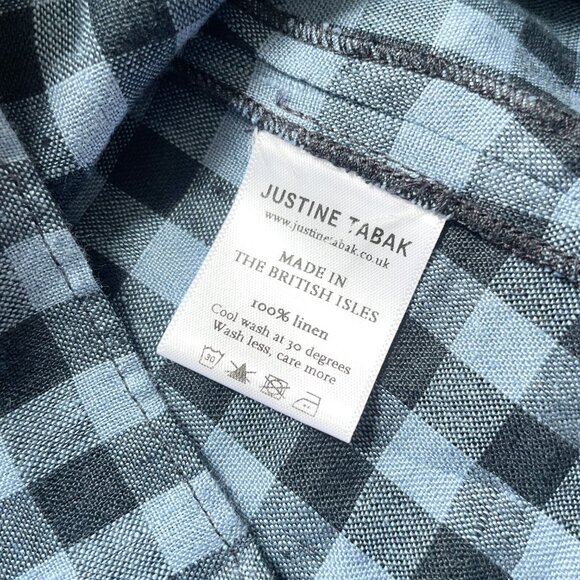 JUSTINE TABAK
www.justinetabak.co.uk
MADE IN
THE BRITISH ISLES
100% linen
Cool wash at 30 degrees
Wash less, care more
30